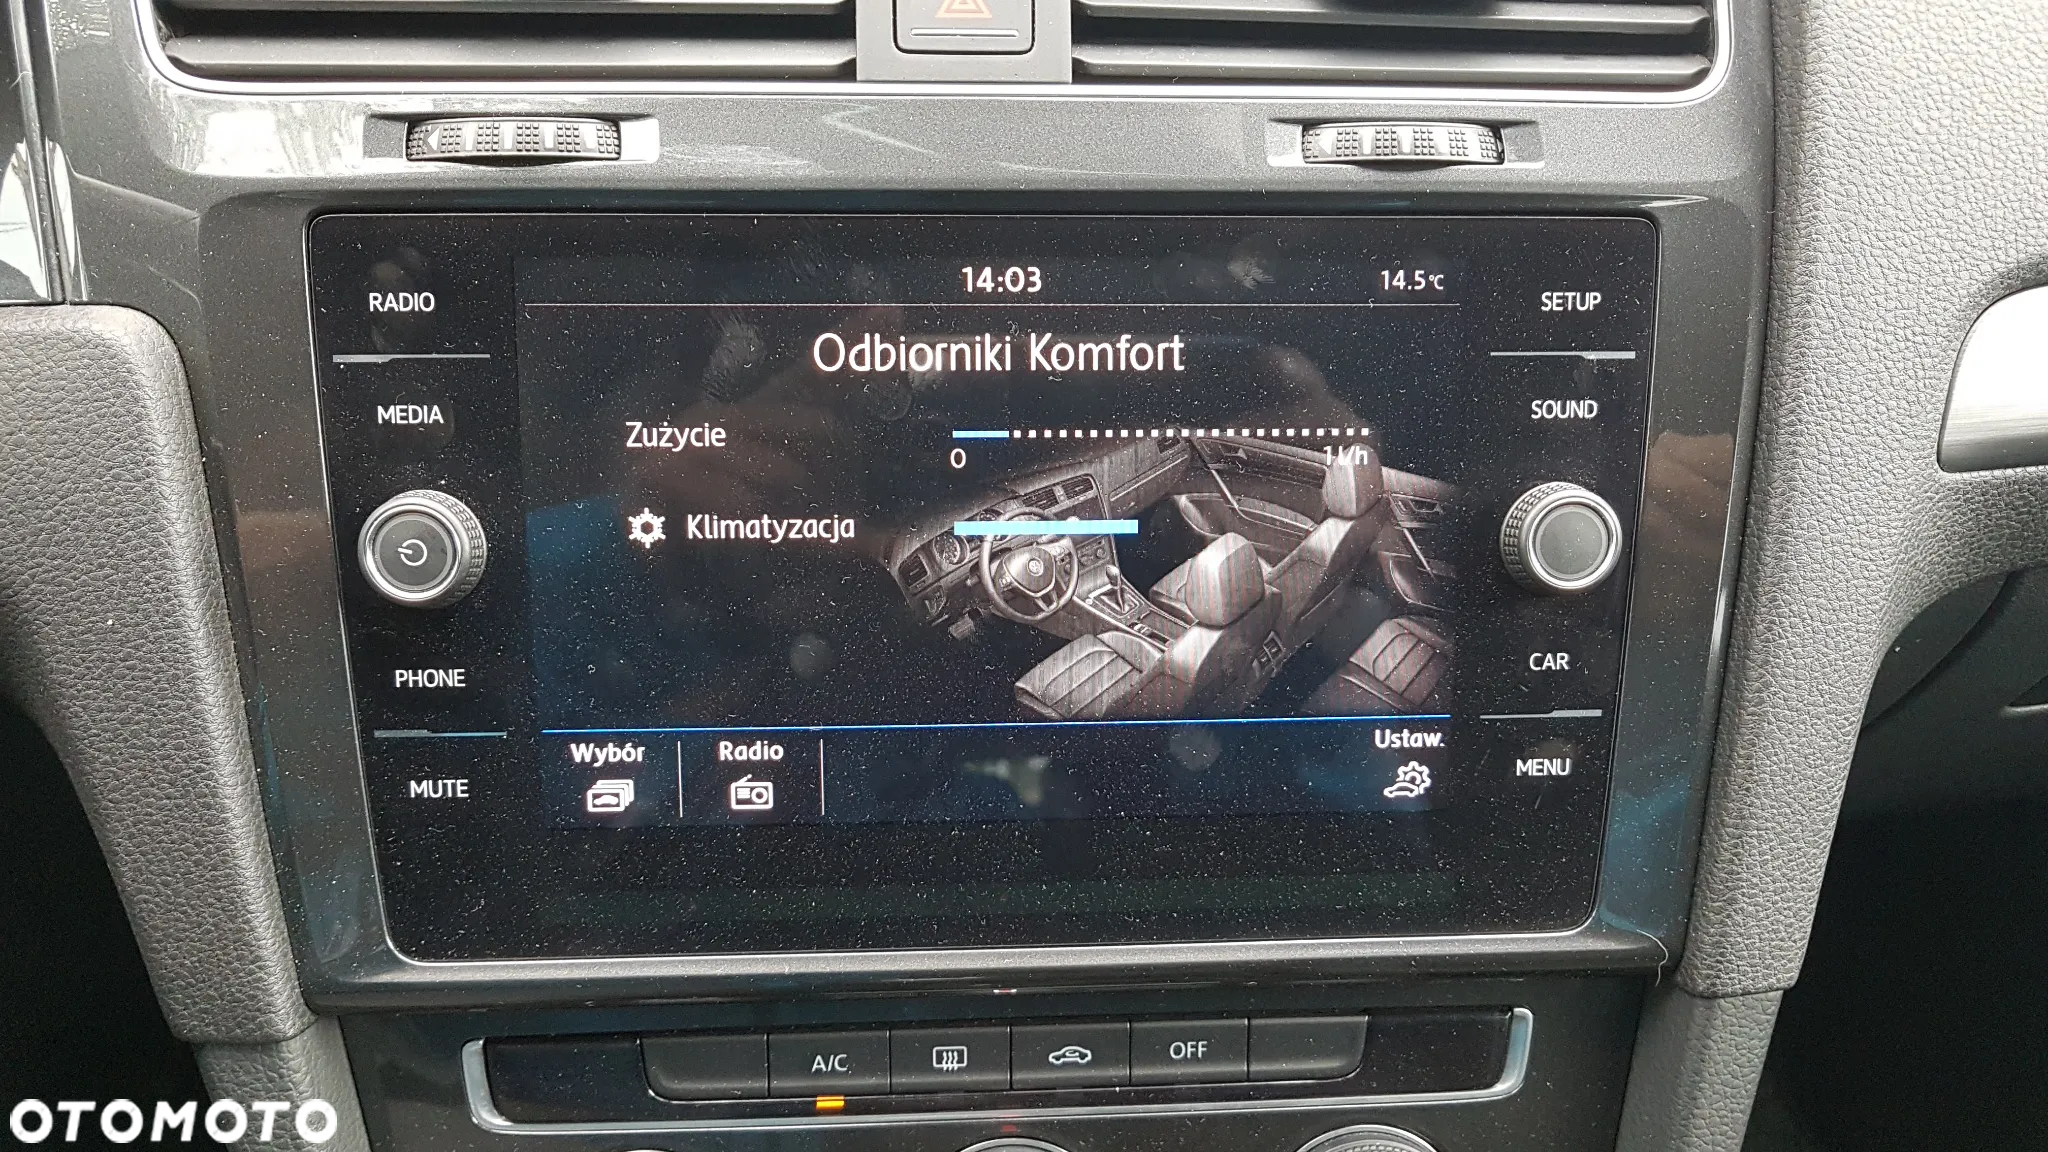 14:03
14.5°C
RADIO
SETUP
Odbiorniki Komfort
MEDIA
SOUND
Zużycie
0
1 l/h
Klimatyzacja
PHONE
CAR
Wybór
Radio
Ustaw.
MUTE
MENU
A/C
OFF
OTOMOTO